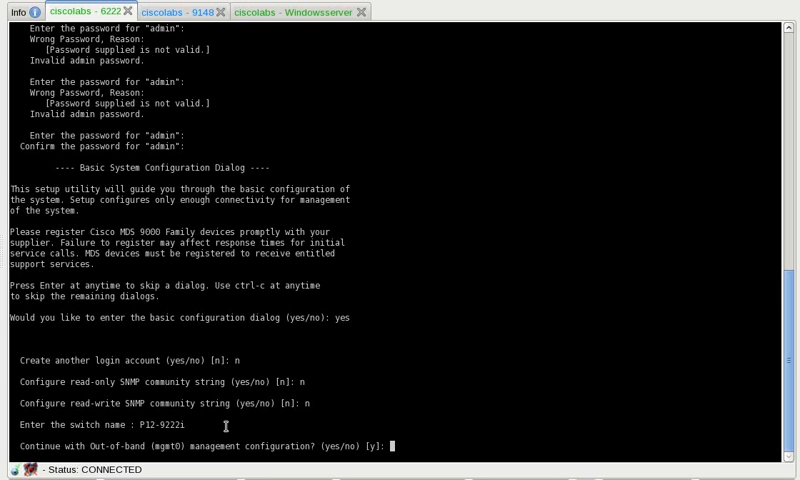 Info ciscolabs - 6222 ciscolabs - 9148 ciscolabs - Windowsserver
Enter the password for "admin":
Wrong Password, Reason:
[Password supplied is not valid.]
Invalid admin password.
Enter the password for "admin":
Wrong Password, Reason:
[Password supplied is not valid.]
Invalid admin password.
Enter the password for "admin":
Confirm the password for "admin":
---- Basic System Configuration Dialog ----
This setup utility will guide you through the basic configuration of
the system. Setup configures only enough connectivity for management
of the system.
Please register Cisco MDS 9000 Family devices promptly with your
supplier. Failure to register may affect response times for initial
service calls. MDS devices must be registered to receive entitled
support services.
Press Enter at anytime to skip a dialog. Use ctrl-c at anytime
to skip the remaining dialogs.
Would you like to enter the basic configuration dialog (yes/no): yes
Create another login account (yes/no) [n]: n
Configure read-only SNMP community string (yes/no) [n]: n
Configure read-write SNMP community string (yes/no) [n]: n
Enter the switch name : P12-9222i
Continue with Out-of-band (mgmt0) management configuration? (yes/no) [y]:
- Status: CONNECTED